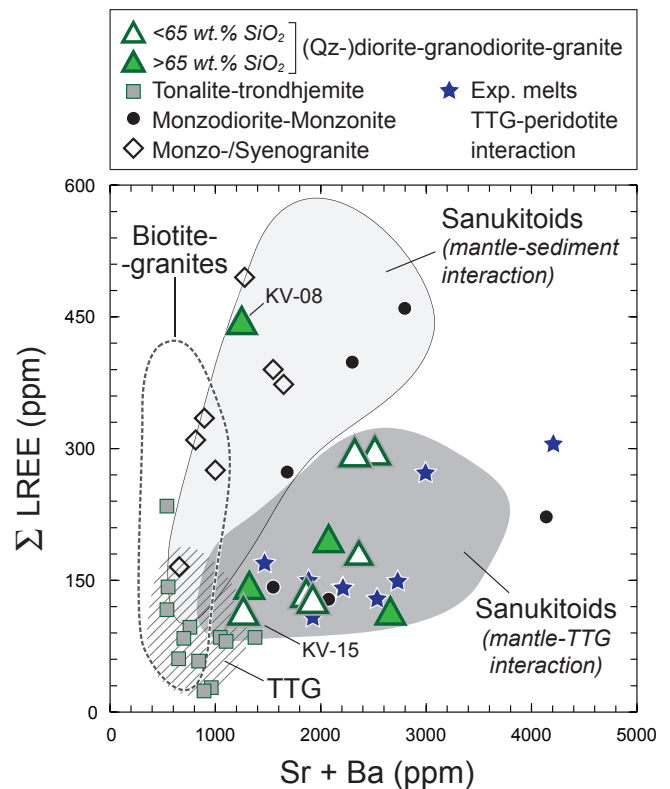 <65 wt.% SiO₂
>65 wt.% SiO₂
(Qz-)diorite-granodiorite-granite
Tonalite-trondhjemite
Monzodiorite-Monzonite
Monzo-/Syenogranite
Exp. melts
TTG-peridotite
interaction
600
450
300
150
0
Σ LREE (ppm)
Biotite-
-granites
Sanukitoids
(mantle-sediment
interaction)
KV-08
Sanukitoids
(mantle-TTG
interaction)
KV-15
TTG
0
1000
2000
3000
4000
5000
Sr + Ba (ppm)